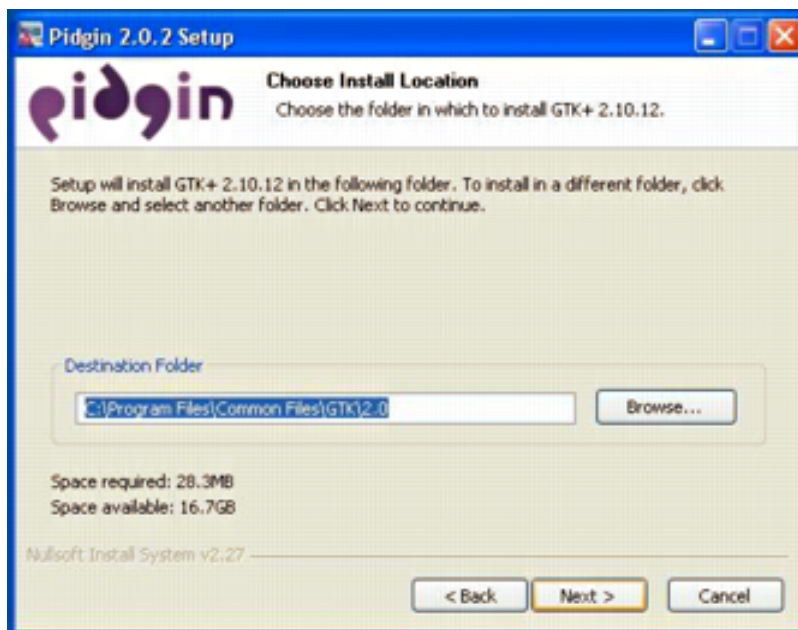 Pidgin 2.0.2 Setup
pidgin
Choose Install Location
Choose the folder in which to install GTK+ 2.10.12.
Setup will install GTK+ 2.10.12 in the following folder. To install in a different folder, click
Browse and select another folder. Click Next to continue.
Destination Folder
C:\Program Files\Common Files\GTK\2.0
Browse...
Space required: 28.3MB
Space available: 16.7GB
Nullsoft Install System v2.27
< Back
Next >
Cancel